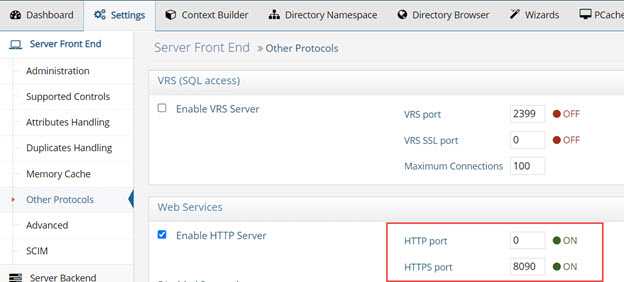 Dashboard Settings Context Builder Directory Namespace Directory Browser Wizards PCache
Server Front End
Administration
Supported Controls
Attributes Handling
Duplicates Handling
Memory Cache
Other Protocols
Advanced
SCIM
Server Backend
Server Front End » Other Protocols
VRS (SQL access)
Enable VRS Server
VRS port 2399 OFF
VRS SSL port 0 OFF
Maximum Connections 100
Web Services
Enable HTTP Server
HTTP port 0 ON
HTTPS port 8090 ON